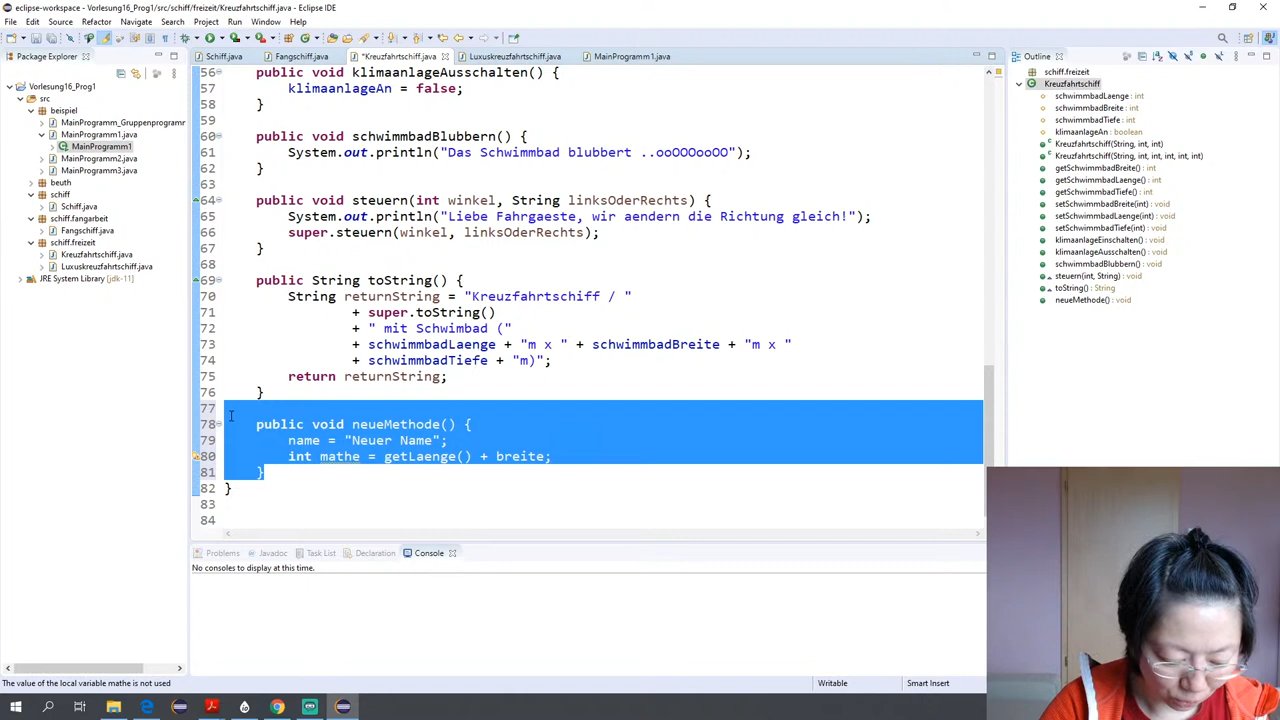 eclipse-workspace - Vorlesung16_Prog1/src/schiff/freizeit/Kreuzfahrtschiff.java - Eclipse IDE
File Edit Source Refactor Navigate Search Project Run Window Help
Package Explorer
Schiff.java
Fangschiff.java
*Kreuzfahrtschiff.java
Luxuskreuzfahrtschiff.java
MainProgramm1.java
Outline
Vorlesung16_Prog1
src
beispiel
MainProgramm_Gruppenprogramm
MainProgramm1.java
MainProgramm1
MainProgramm2.java
MainProgramm3.java
beuth
schiff
Schiff.java
schiff.fangarbeit
Fangschiff.java
schiff.freizeit
Kreuzfahrtschiff.java
Luxuskreuzfahrtschiff.java
JRE System Library [jdk-11]
56 public void klimaanlageAusschalten() {
57 klimaanlageAn = false;
58 }
59
60 public void schwimmbadBlubbern() {
61 System.out.println("Das Schwimmbad blubbert ..ooOOOooOO");
62 }
63
64 public void steuern(int winkel, String linksOderRechts) {
65 System.out.println("Liebe Fahrgaeste, wir aendern die Richtung gleich!");
66 super.steuern(winkel, linksOderRechts);
67 }
68
69 public String toString() {
70 String returnString = "Kreuzfahrtschiff / "
71 + super.toString()
72 + " mit Schwimbad ("
73 + schwimmbadLaenge + "m x " + schwimmbadBreite + "m x "
74 + schwimmbadTiefe + "m)";
75 return returnString;
76 }
77
78 public void neueMethode() {
79 name = "Neuer Name";
80 int mathe = getLaenge() + breite;
81 }
82 }
83
84
schiff.freizeit
Kreuzfahrtschiff
schwimmbadLaenge : int
schwimmbadBreite : int
schwimmbadTiefe : int
klimaanlageAn : boolean
Kreuzfahrtschiff(String, int, int)
Kreuzfahrtschiff(String, int, int, int, int, int)
getSchwimmbadBreite() : int
getSchwimmbadLaenge() : int
getSchwimmbadTiefe() : int
setSchwimmbadBreite(int) : void
setSchwimmbadLaenge(int) : void
setSchwimmbadTiefe(int) : void
klimaanlageEinschalten() : void
klimaanlageAusschalten() : void
schwimmbadBlubbern() : void
steuern(int, String) : void
toString() : String
neueMethode() : void
Problems Javadoc Task List Declaration Console
No consoles to display at this time.
The value of the local variable mathe is not used
Writable
Smart Insert